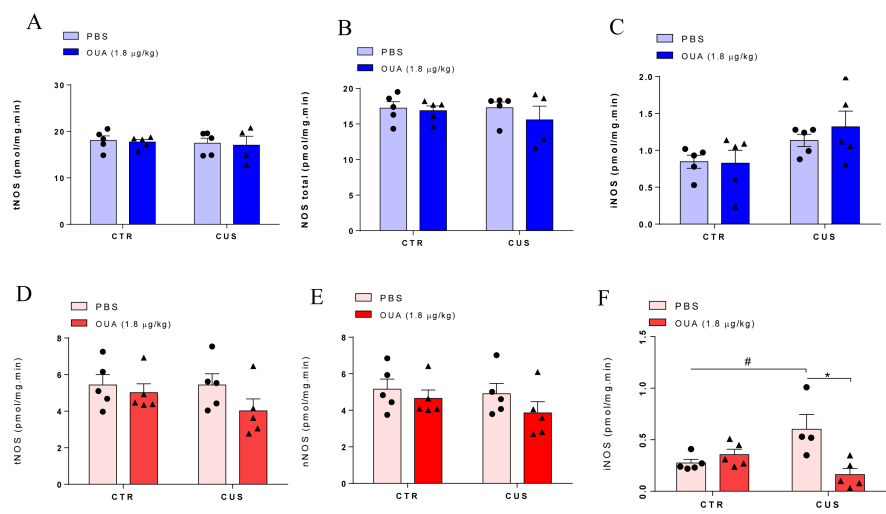 A
PBS
OUA (1.8 μg/kg)
tNOS (pmol/mg.min)
30
20
10
0
CTR
CUS
B
PBS
OUA (1.8 μg/kg)
NOS total (pmol/mg.min)
20
15
10
5
0
CTR
CUS
C
PBS
OUA (1.8 μg/kg)
iNOS (pmol/mg.min)
2.0
1.5
1.0
0.5
0.0
CTR
CUS
D
PBS
OUA (1.8 μg/kg)
tNOS (pmol/mg.min)
8
6
4
2
0
CTR
CUS
E
PBS
OUA (1.8 μg/kg)
nNOS (pmol/mg.min)
8
6
4
2
0
CTR
CUS
F
PBS
OUA (1.8 μg/kg)
iNOS (pmol/mg.min)
1.5
1.0
0.5
0.0
#
*
CTR
CUS